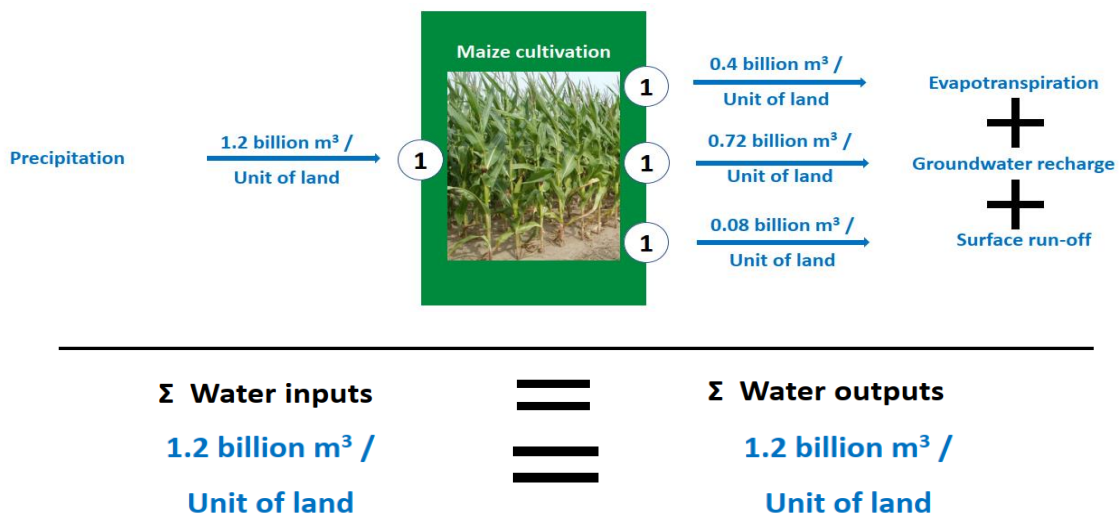 Maize cultivation
Precipitation
1.2 billion m³ /
Unit of land
1
1
0.4 billion m³ /
Unit of land
Evapotranspiration
+
1
0.72 billion m³ /
Unit of land
Groundwater recharge
+
1
0.08 billion m³ /
Unit of land
Surface run-off
Σ Water inputs = Σ Water outputs
1.2 billion m³ / = 1.2 billion m³ /
Unit of land Unit of land